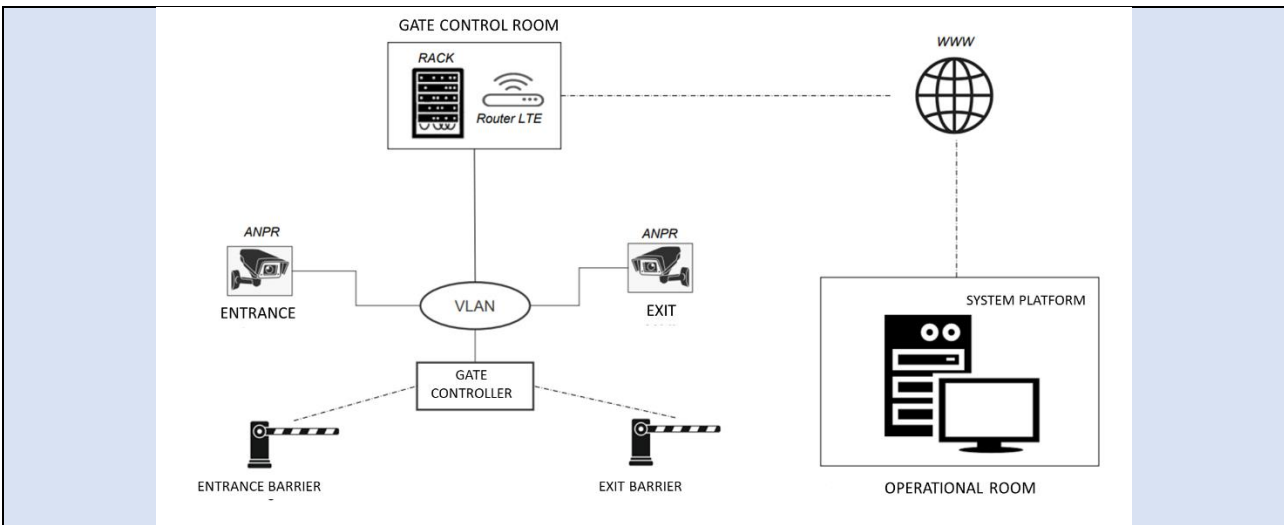 GATE CONTROL ROOM
RACK
Router LTE
WWW
ANPR
ENTRANCE
ANPR
EXIT
VLAN
SYSTEM PLATFORM
GATE
CONTROLLER
ENTRANCE BARRIER
EXIT BARRIER
OPERATIONAL ROOM